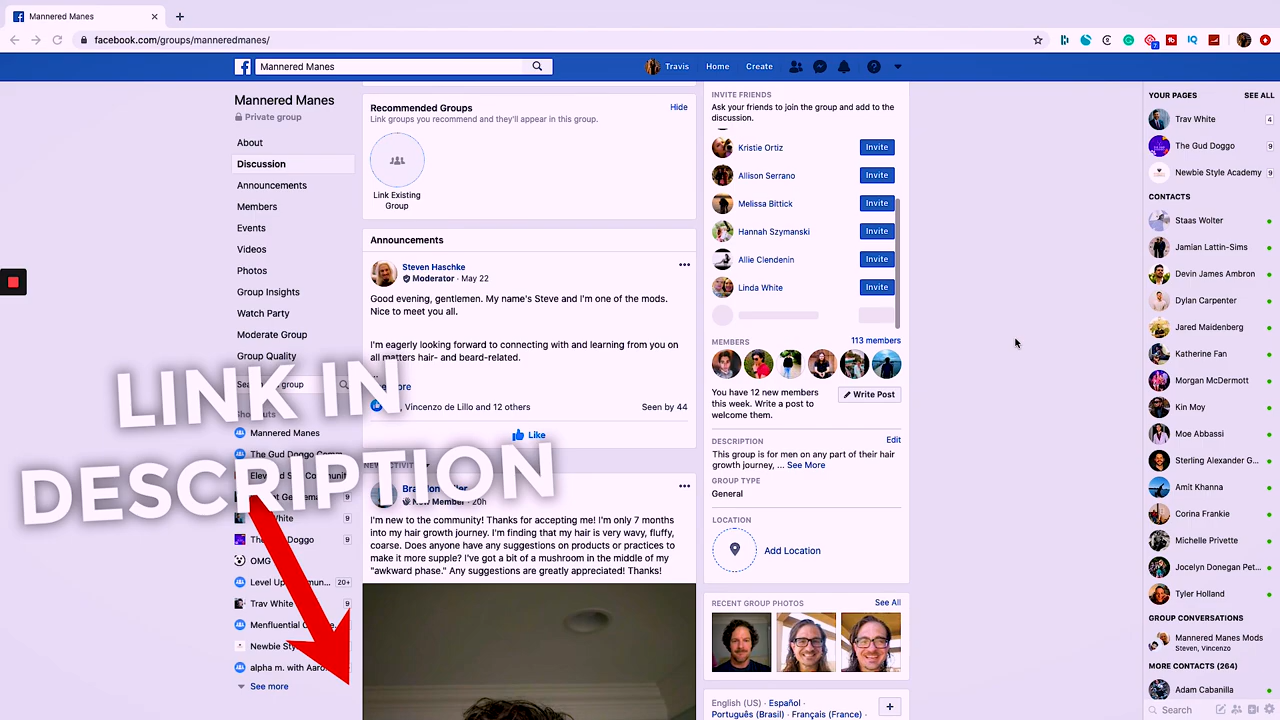 Mannered Manes
facebook.com/groups/manneredmanes/
Mannered Manes
Travis
Home
Create
Mannered Manes
Private group
About
Discussion
Announcements
Members
Events
Videos
Photos
Group Insights
Watch Party
Moderate Group
Group Quality
Mannered Manes
The Gud Doggo
OMG
Level Up
20+
9
9
9
9
Trav White
Menfluential
Newbie
alpha m. with
See more
LINK IN
DESCRIPTION
Recommended Groups
Hide
Link groups you recommend and they'll appear in this group.
Link Existing
Group
Announcements
Steven Haschke
Moderator · May 22
Good evening, gentlemen. My name's Steve and I'm one of the mods.
Nice to meet you all.
I'm eagerly looking forward to connecting with and learning from you on
all matters hair- and beard-related.
, Vincenzo de Lillo and 12 others
Seen by 44
Like
New Member · 20h
I'm new to the community! Thanks for accepting me! I'm only 7 months
into my hair growth journey. I'm finding that my hair is very wavy, fluffy,
coarse. Does anyone have any suggestions on products or practices to
make it more supple? I've got a bit of a mushroom in the middle of my
"awkward phase." Any suggestions are greatly appreciated! Thanks!
INVITE FRIENDS
Ask your friends to join the group and add to the
discussion.
Kristie Ortiz
Invite
Allison Serrano
Invite
Melissa Bittick
Invite
Hannah Szymanski
Invite
Allie Clendenin
Invite
Linda White
Invite
MEMBERS
113 members
You have 12 new members
this week. Write a post to
welcome them.
Write Post
DESCRIPTION
Edit
This group is for men on any part of their hair
growth journey, ... See More
GROUP TYPE
General
LOCATION
Add Location
RECENT GROUP PHOTOS
See All
English (US) · Español ·
Português (Brasil) · Français (France) ·
YOUR PAGES
SEE ALL
Trav White
4
The Gud Doggo
9
Newbie Style Academy
9
CONTACTS
Staas Wolter
Jamian Lattin-Sims
Devin James Ambron
Dylan Carpenter
Jared Maidenberg
Katherine Fan
Morgan McDermott
Kin Moy
Moe Abbassi
Sterling Alexander G...
Amit Khanna
Corina Frankie
Michelle Privette
Jocelyn Donegan Pet...
Tyler Holland
GROUP CONVERSATIONS
Mannered Manes Mods
Steven, Vincenzo
MORE CONTACTS (264)
Adam Cabanilla
Search